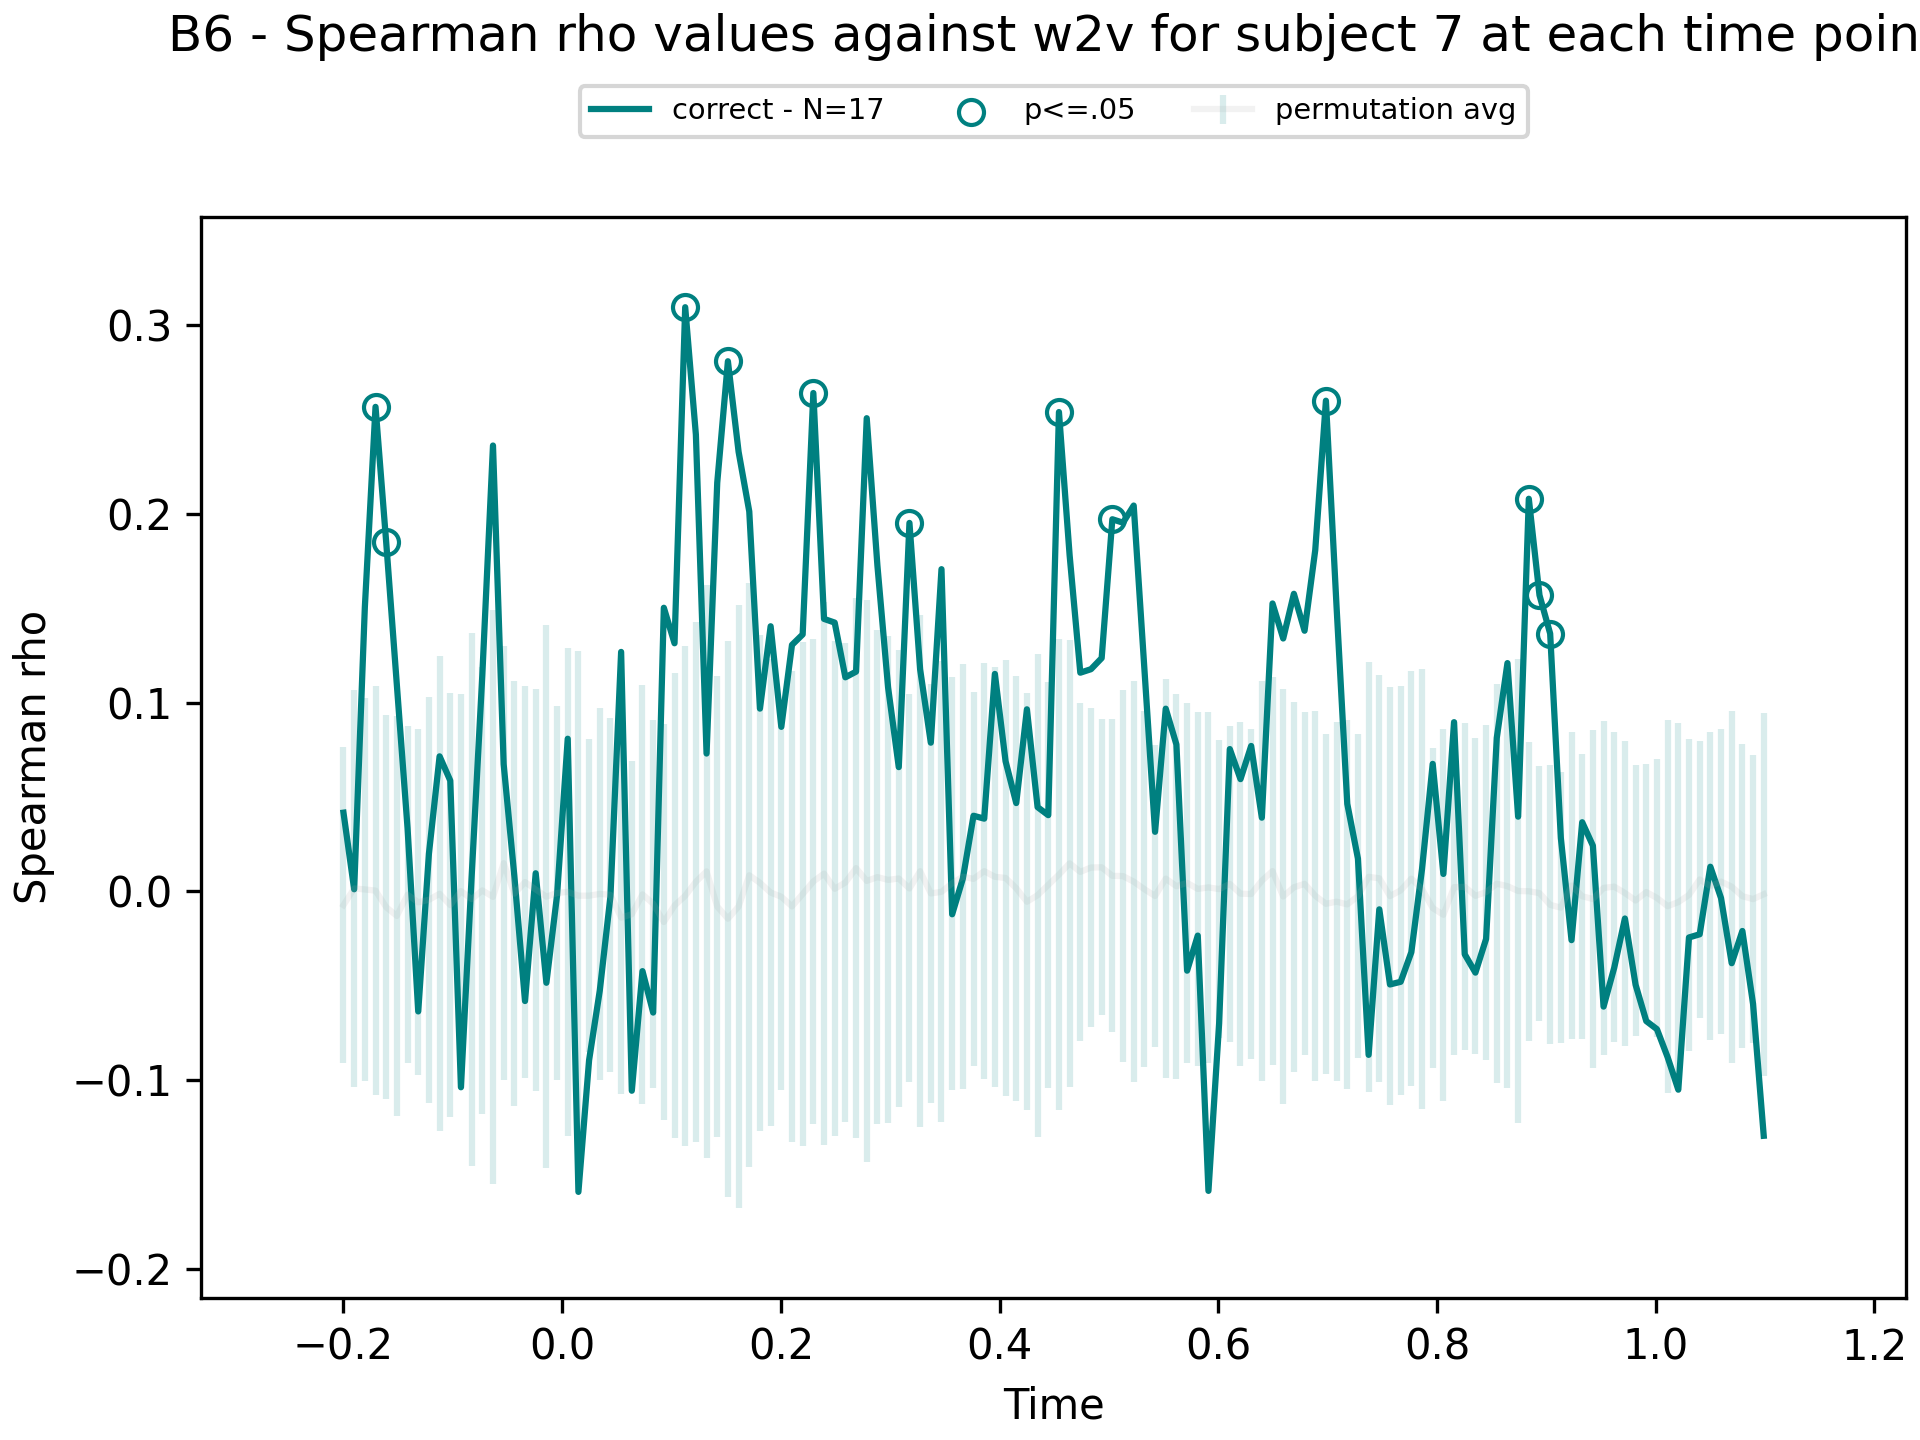 B6 - Spearman rho values against w2v for subject 7 at each time poin
correct - N=17 p<=.05 permutation avg
0.3
0.2
0.1
0.0
−0.1
−0.2
Spearman rho
−0.2 0.0 0.2 0.4 0.6 0.8 1.0 1.2
Time